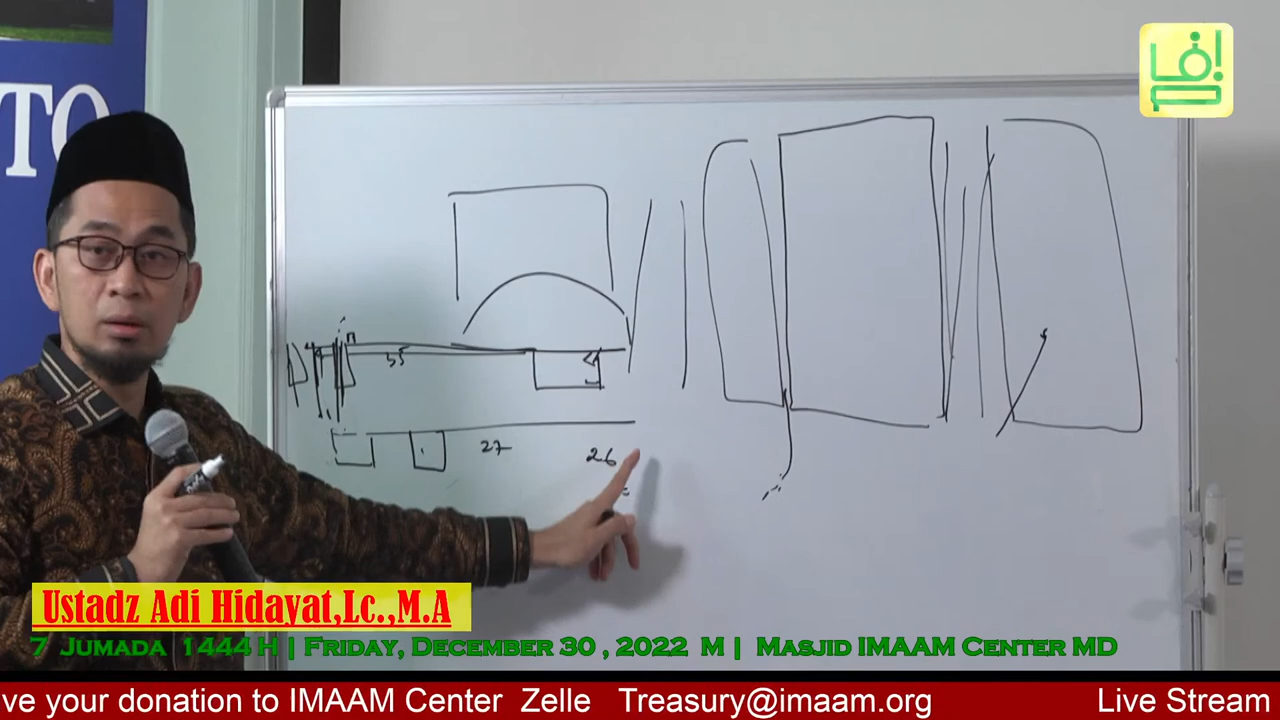 TO
إمام
55
27
26
Ustadz Adi Hidayat,Lc.,M.A
7 Jumada 1444 H | Friday, December 30 , 2022 M | Masjid IMAAM Center MD
ve your donation to IMAAM Center Zelle Treasury@imaam.org Live Stream